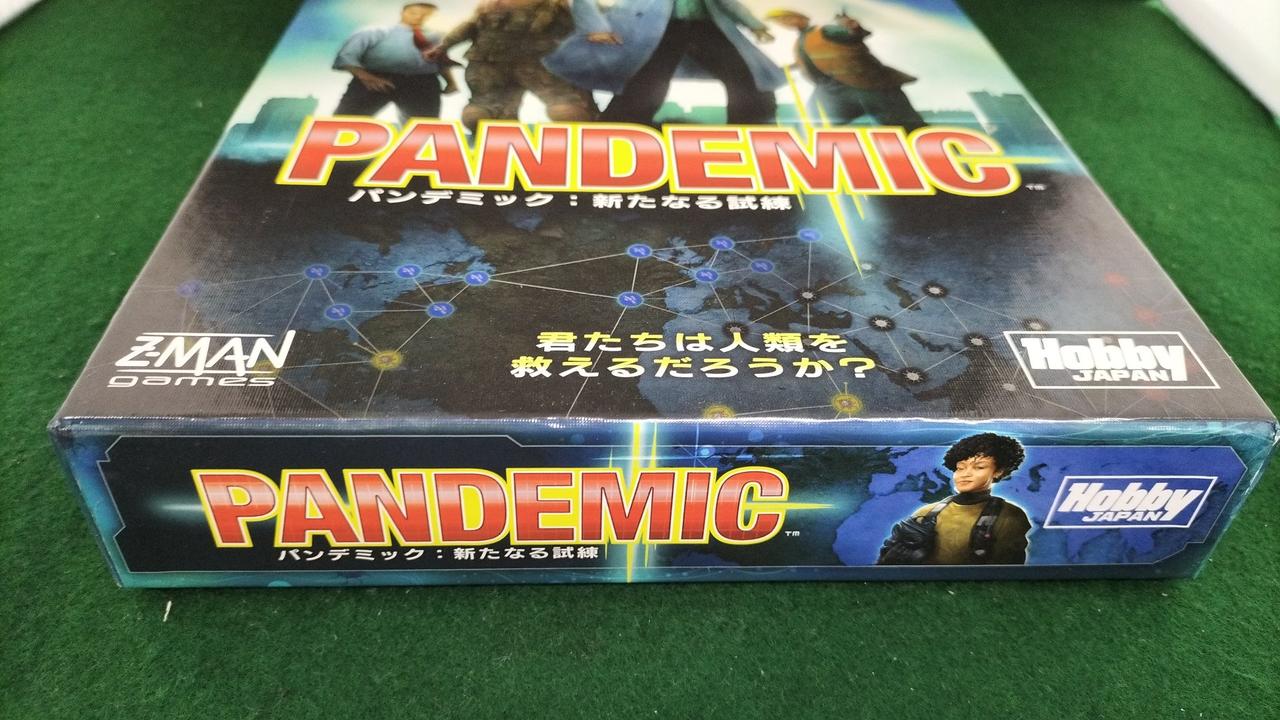 PANDEMIC™
パンデミック：新たなる試練
君たちは人類を
救えるだろうか？
Z-MAN
games
Hobby
JAPAN
PANDEMIC™
パンデミック：新たなる試練
Hobby
JAPAN